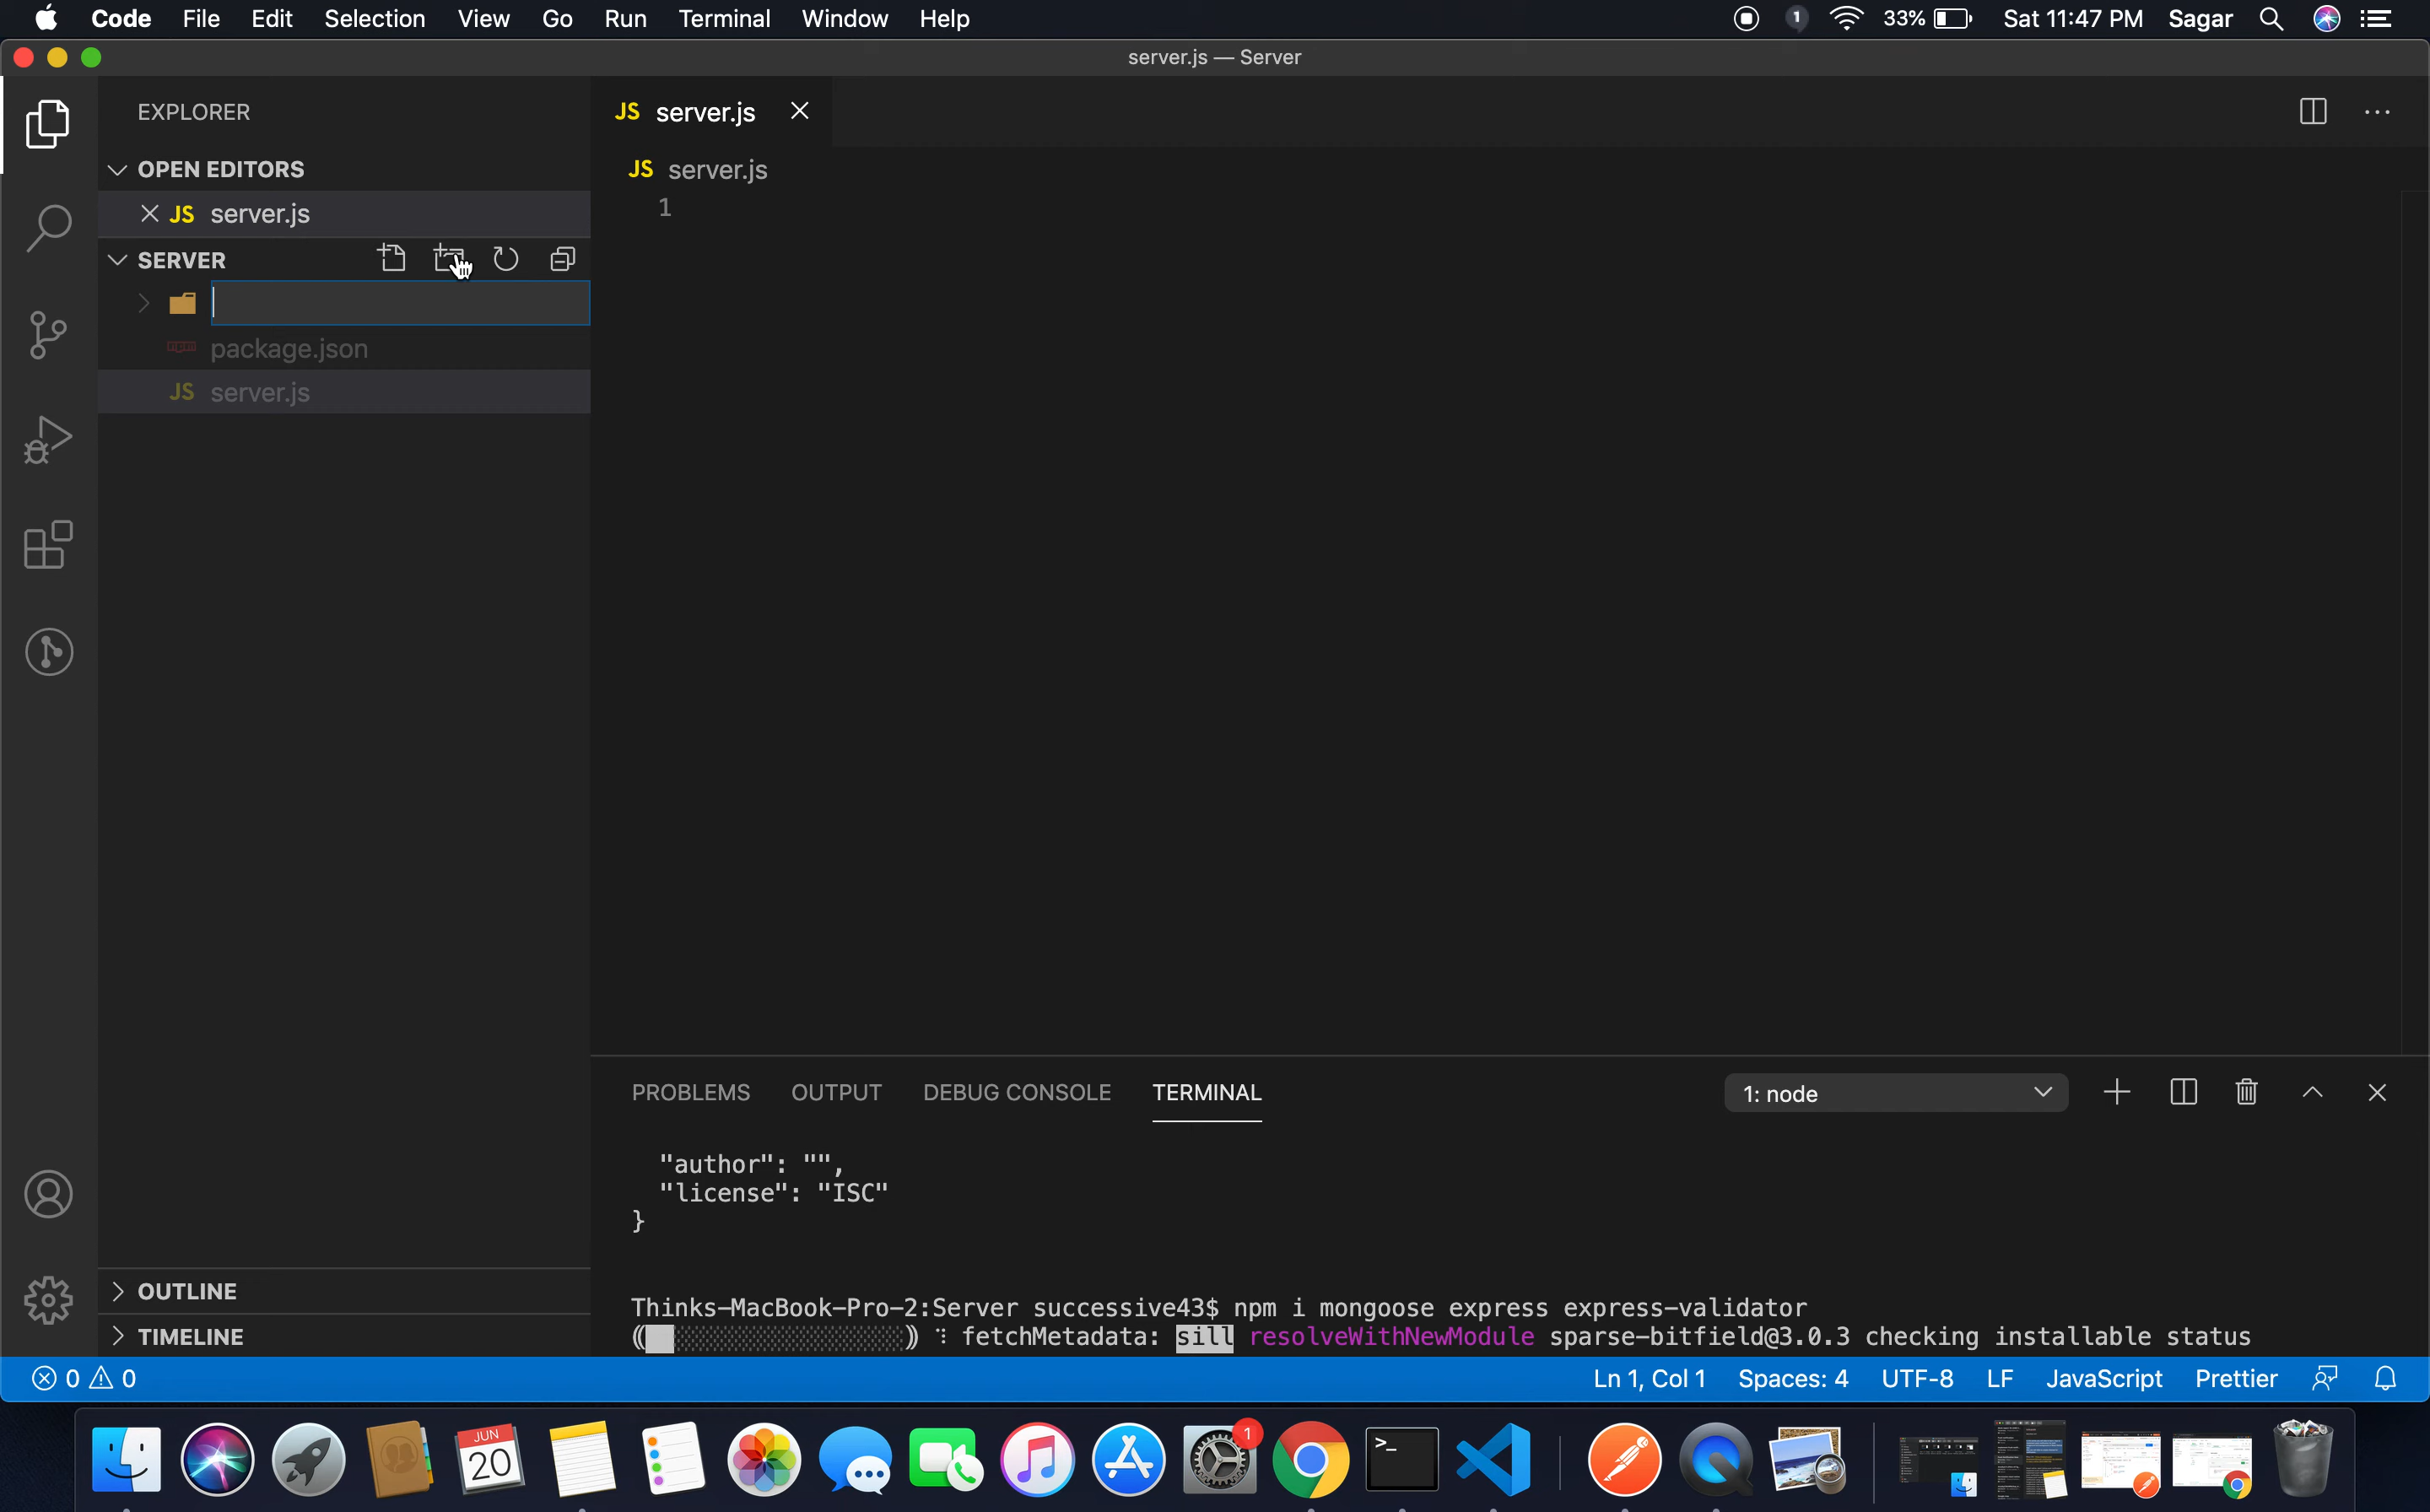 Code File Edit Selection View Go Run Terminal Window Help 1 33% Sat 11:47 PM Sagar
server.js — Server
EXPLORER
OPEN EDITORS
JS server.js
SERVER
package.json
JS server.js
OUTLINE
TIMELINE
JS server.js
JS server.js
1
PROBLEMS OUTPUT DEBUG CONSOLE TERMINAL 1: node
"author": "",
"license": "ISC"
}
Thinks-MacBook-Pro-2:Server successive43$ npm i mongoose express express-validator
fetchMetadata: sill resolveWithNewModule sparse-bitfield@3.0.3 checking installable status
0 0 Ln 1, Col 1 Spaces: 4 UTF-8 LF JavaScript Prettier
JUN
20
1
>_